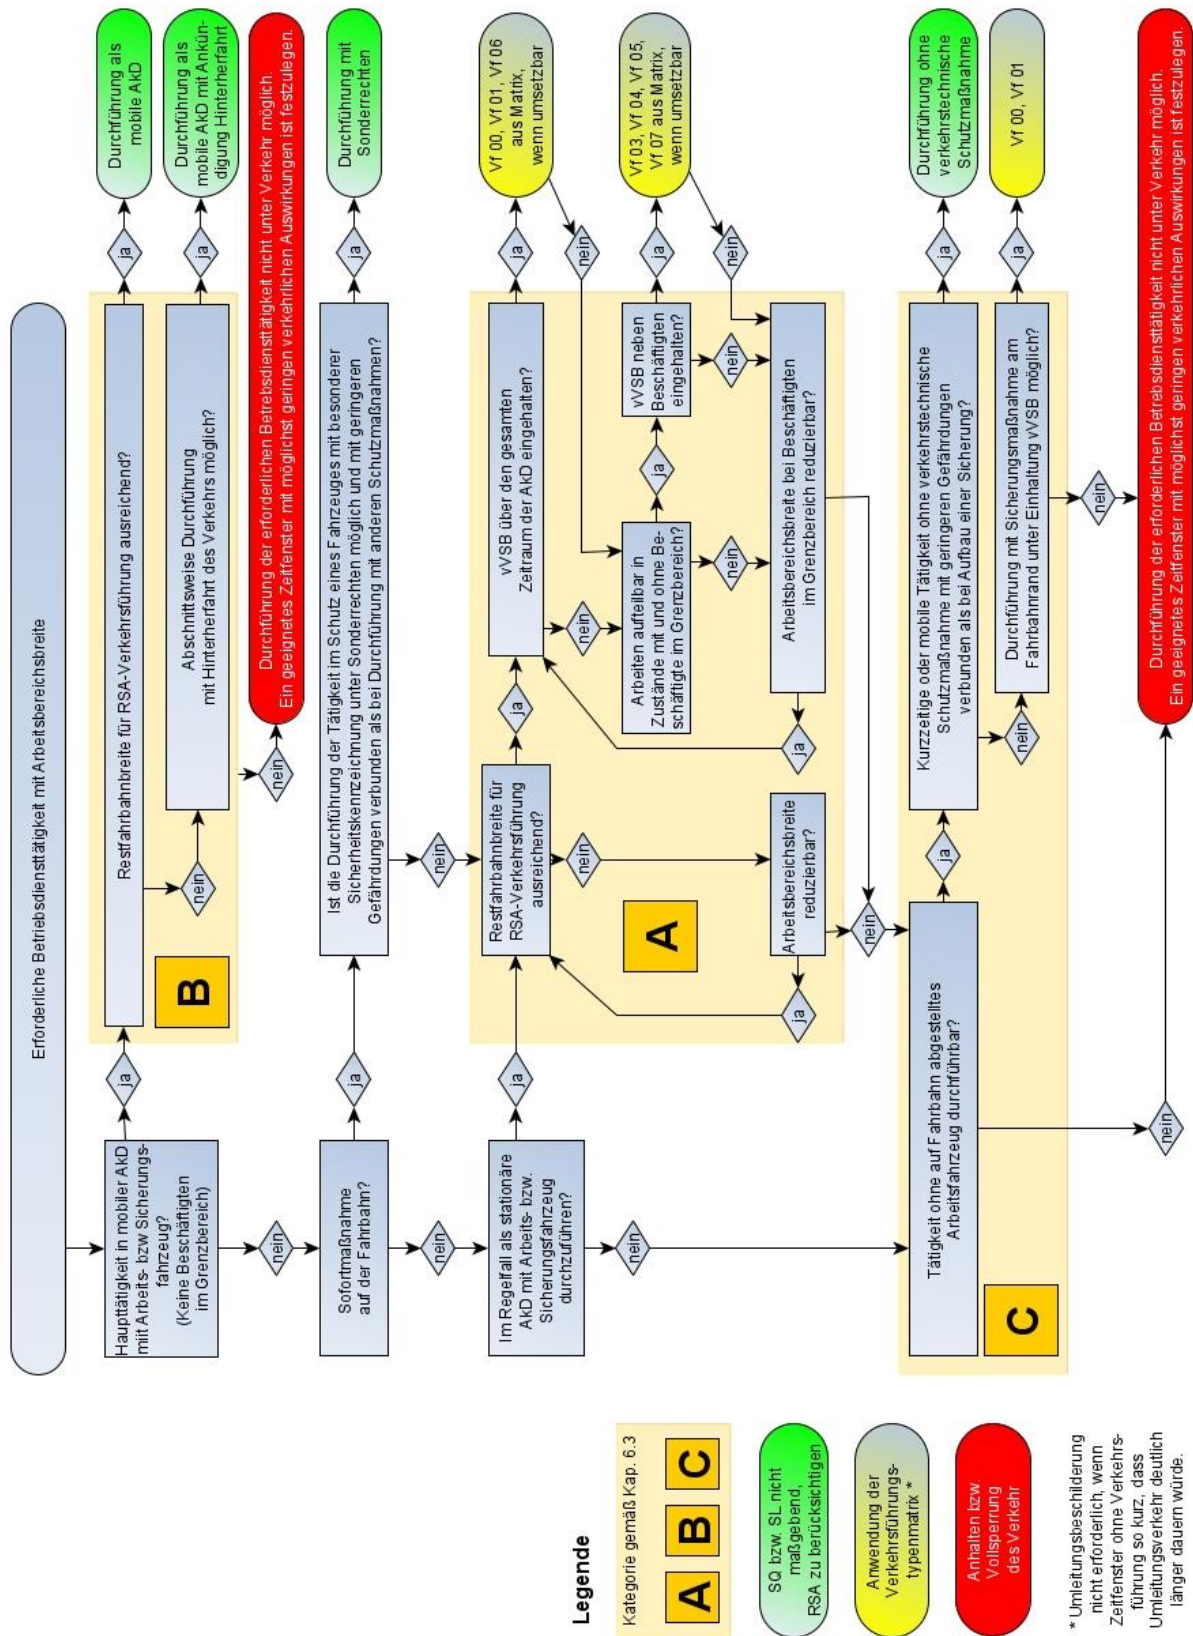 Erforderliche Betriebsdiensttätigkeit mit Arbeitsbereichsbreite
Haupttätigkeit in mobiler AkD
miit Arbeits- bzw Sicherungs-
fahrzeug?
(Keine Beschäftigten
im Grenzbereich)
ja
Restfahrbahnbreite für RSA-Verkehrsführung ausreichend?
ja
Durchführung als
mobile AkD
nein
B
Abschnittsweise Durchführung
mit Hinterherfahrt des Verkehrs möglich?
ja
Durchführung als
mobile AkD mit Ankün-
digung Hinterherfahrt
nein
Durchführung der erforderlichen Betriebsdiensttätigkeit nicht unter Verkehr möglich.
Ein geeignetes Zeitfenster mit möglichst geringen verkehrlichen Auswirkungen ist festzulegen.
nein
Sofortmaßnahme
auf der Fahrbahn?
ja
Ist die Durchführung der Tätigkeit im Schutz eines Fahrzeuges mit besonderer
Sicherheitskennzeichnung unter Sonderrechten möglich und mit geringeren
Gefährdungen verbunden als bei Durchführung mit anderen Schutzmaßnahmen?
ja
Durchführung mit
Sonderrechten
nein
nein
Im Regelfall als stationäre
AkD mit Arbeits- bzw.
Sicherungsfahrzeug
durchzuführen?
ja
Restfahrbahnbreite für
RSA-Verkehrsführung
ausreichend?
ja
vVSB über den gesamten
Zeitraum der AkD eingehalten?
ja
Vf 00, Vf 01, Vf 06
aus Matrix,
wenn umsetzbar
nein
nein
nein
Arbeiten aufteilbar in
Zustände mit und ohne Be-
schäftigte im Grenzbereich?
ja
vVSB neben
Beschäftigten
eingehalten?
ja
Vf 03, Vf 04, Vf 05,
Vf 07 aus Matrix,
wenn umsetzbar
nein
nein
nein
A
Arbeitsbereichsbreite
reduzierbar?
ja
Arbeitsbereichsbreite bei Beschäftigten
im Grenzbereich reduzierbar?
ja
nein
nein
Tätigkeit ohne auf Fahrbahn abgestelltes
Arbeitsfahrzeug durchführbar?
ja
Kurzzeitige oder mobile Tätigkeit ohne verkehrstechnische
Schutzmaßnahme mit geringeren Gefährdungen
verbunden als bei Aufbau einer Sicherung?
ja
Durchführung ohne
verkehrstechnische
Schutzmaßnahme
nein
C
Durchführung mit Sicherungsmaßnahme am
Fahrbahnrand unter Einhaltung vVSB möglich?
ja
Vf 00, Vf 01
nein
nein
Durchführung der erforderlichen Betriebsdiensttätigkeit nicht unter Verkehr möglich.
Ein geeignetes Zeitfenster mit möglichst geringen verkehrlichen Auswirkungen ist festzulegen.
Legende
Kategorie gemäß Kap. 6.3
A B C
SQ bzw. SL nicht
maßgebend,
RSA zu berücksichtigen
Anwendung der
Verkehrsführungs-
typenmatrix *
Anhalten bzw.
Vollsperrung
des Verkehr
* Umleitungsbeschilderung
nicht erforderlich, wenn
Zeitfenster ohne Verkehrs-
führung so kurz, dass
Umleitungsverkehr deutlich
länger dauern würde.